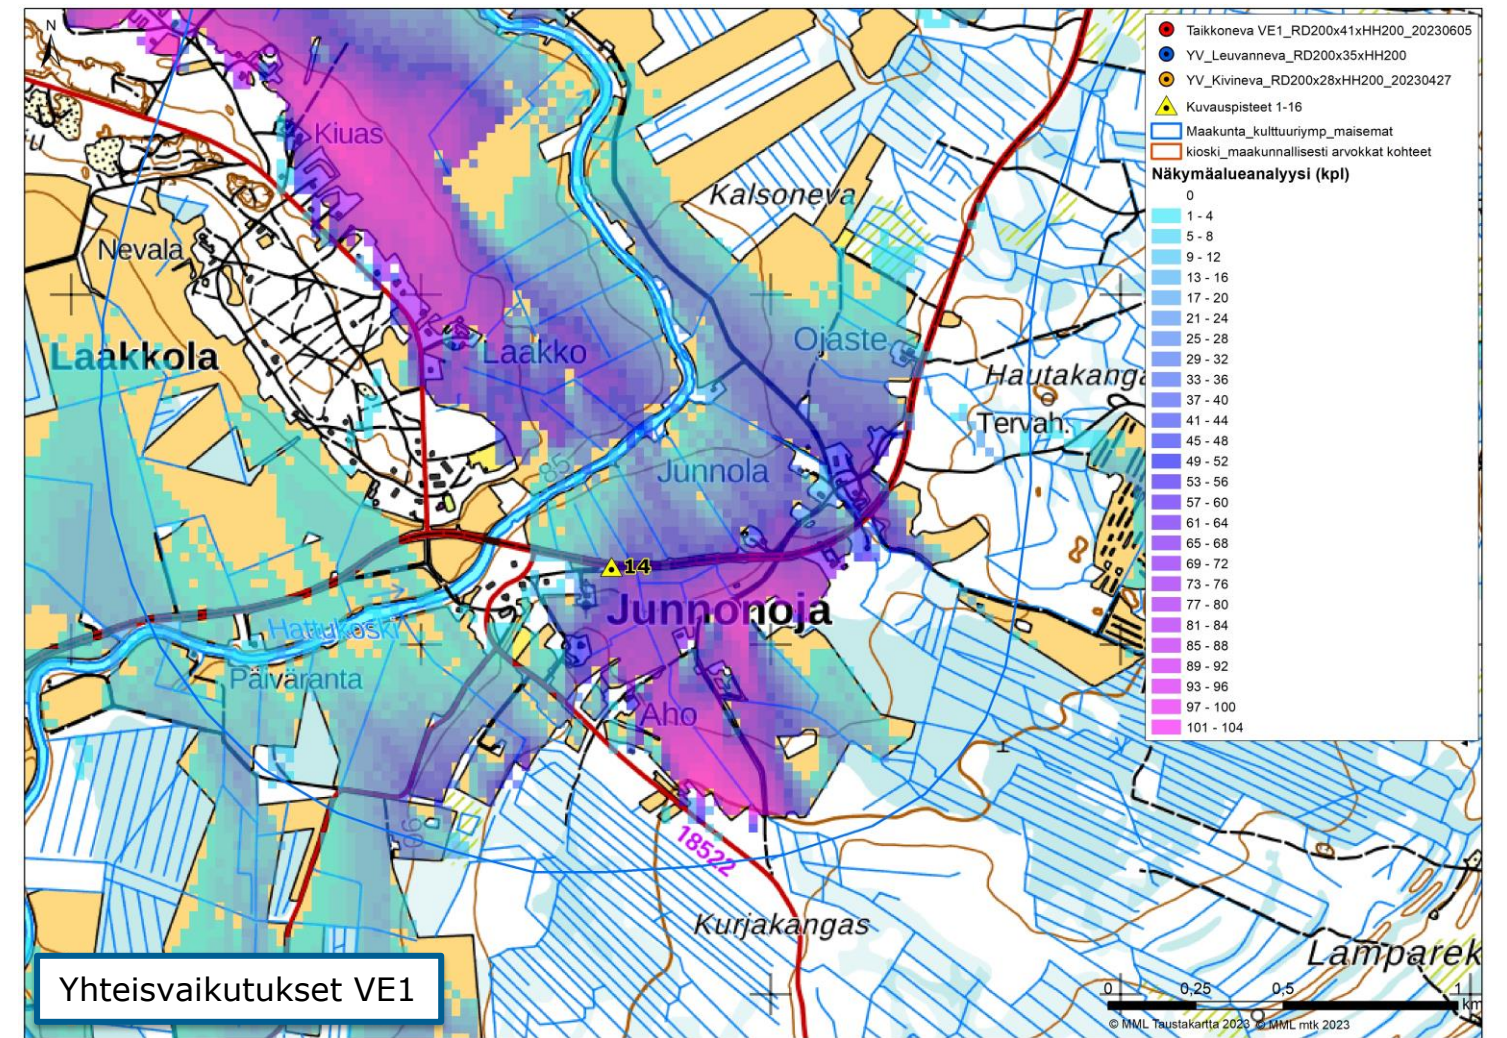 N
Taikkoneva VE1_RD200x41xHH200_20230605
YV_Leuvanneva_RD200x35xHH200
YV_Kivineva_RD200x28xHH200_20230427
Kuvauspisteet 1-16
Maakunta_kulttuuriymp_maisemat
kioski_maakunnallisesti arvokkat kohteet
Näkymäalueanalyysi (kpl)
0
1 - 4
5 - 8
9 - 12
13 - 16
17 - 20
21 - 24
25 - 28
29 - 32
33 - 36
37 - 40
41 - 44
45 - 48
49 - 52
53 - 56
57 - 60
61 - 64
65 - 68
69 - 72
73 - 76
77 - 80
81 - 84
85 - 88
89 - 92
93 - 96
97 - 100
101 - 104
Kiuas
Kalsoneva
Nevala
Laakkola
Laakko
Ojaste
Hautakanga
Tervah.
Junnola
85
14
Junnonoja
Hattukoski
Päiväranta
Aho
90
18522
Kurjakangas
Lamparek
Yhteisvaikutukset VE1
0 0,25 0,5 1
km
© MML Taustakartta 2023 © MML mtk 2023